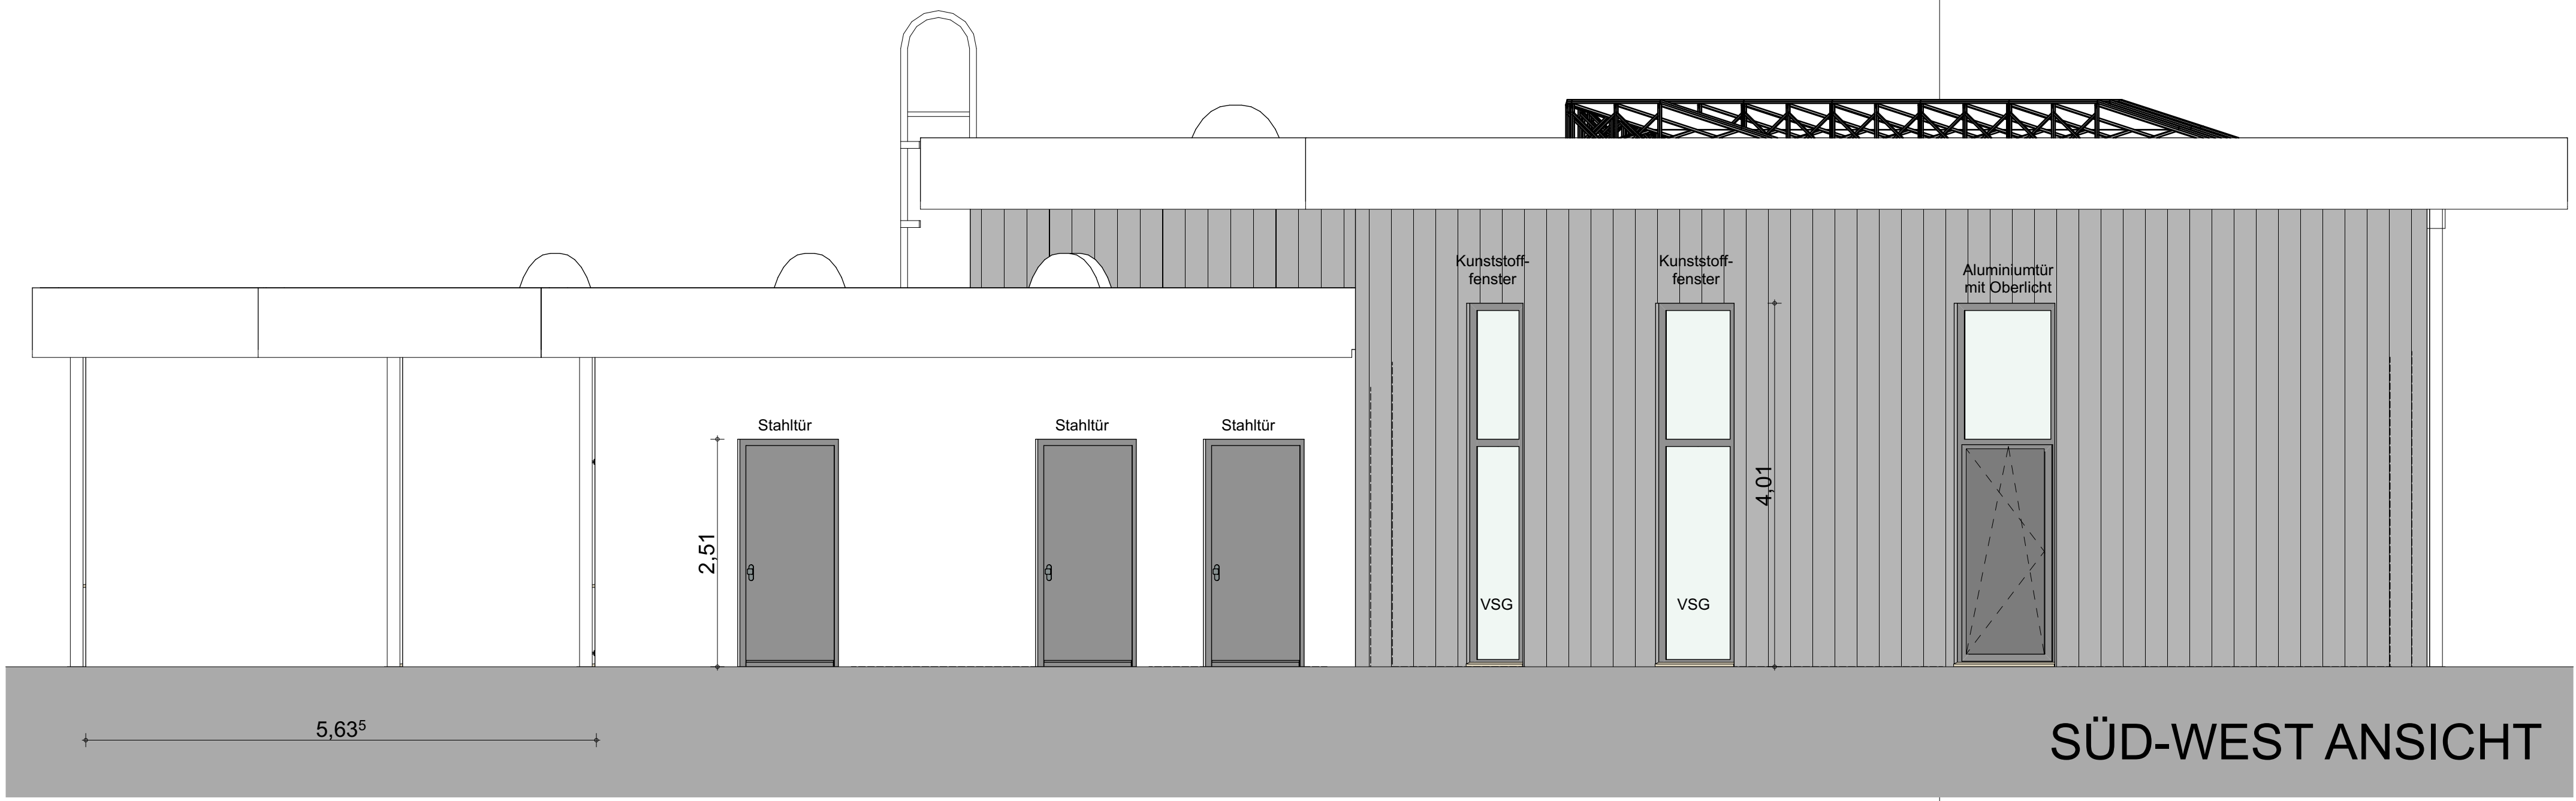 Kunststoff-
fenster
Kunststoff-
fenster
Aluminiumtür
mit Oberlicht
Stahltür
Stahltür
Stahltür
4,01
2,51
VSG
VSG
5,63⁵
SÜD-WEST ANSICHT